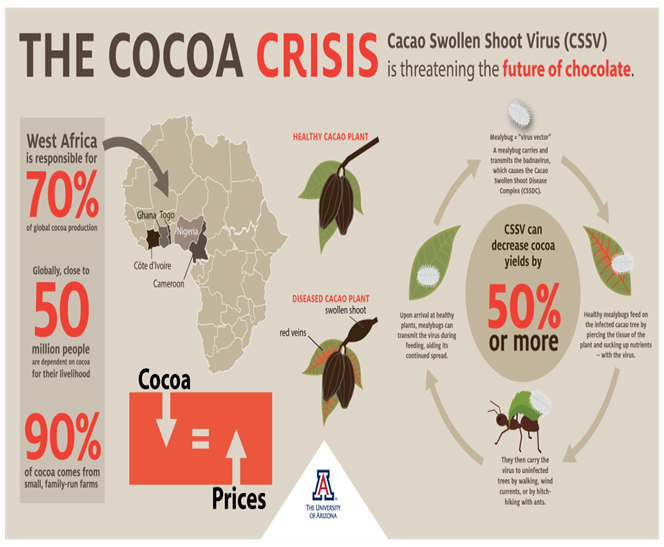 THE COCOA CRISIS
Cacao Swollen Shoot Virus (CSSV)
is threatening the future of chocolate.
West Africa
is responsible for
70%
of global cocoa production
Globally, close to
50
million people
are dependent on cocoa
for their livelihood
90%
of cocoa comes from
small, family-run farms
Ghana
Togo
Nigeria
Côte d'Ivoire
Cameroon
Cocoa
=
Prices
HEALTHY CACAO PLANT
DISEASED CACAO PLANT
swollen shoot
red veins
A
THE UNIVERSITY
OF ARIZONA
Mealybug = "virus vector"
A mealybug carries and
transmits the badnavirus,
which causes the Cacao
Swollen Shoot Disease
Complex (CSSDC).
CSSV can
decrease cocoa
yields by
50%
or more
Healthy mealybugs feed on
the infected cacao tree by
piercing the tissue of the
plant and sucking up nutrients
– with the virus.
They then carry the
virus to uninfected
trees by walking, wind
currents, or by hitch-
hiking with ants.
Upon arrival at healthy
plants, mealybugs can
transmit the virus during
feeding, aiding its
continued spread.